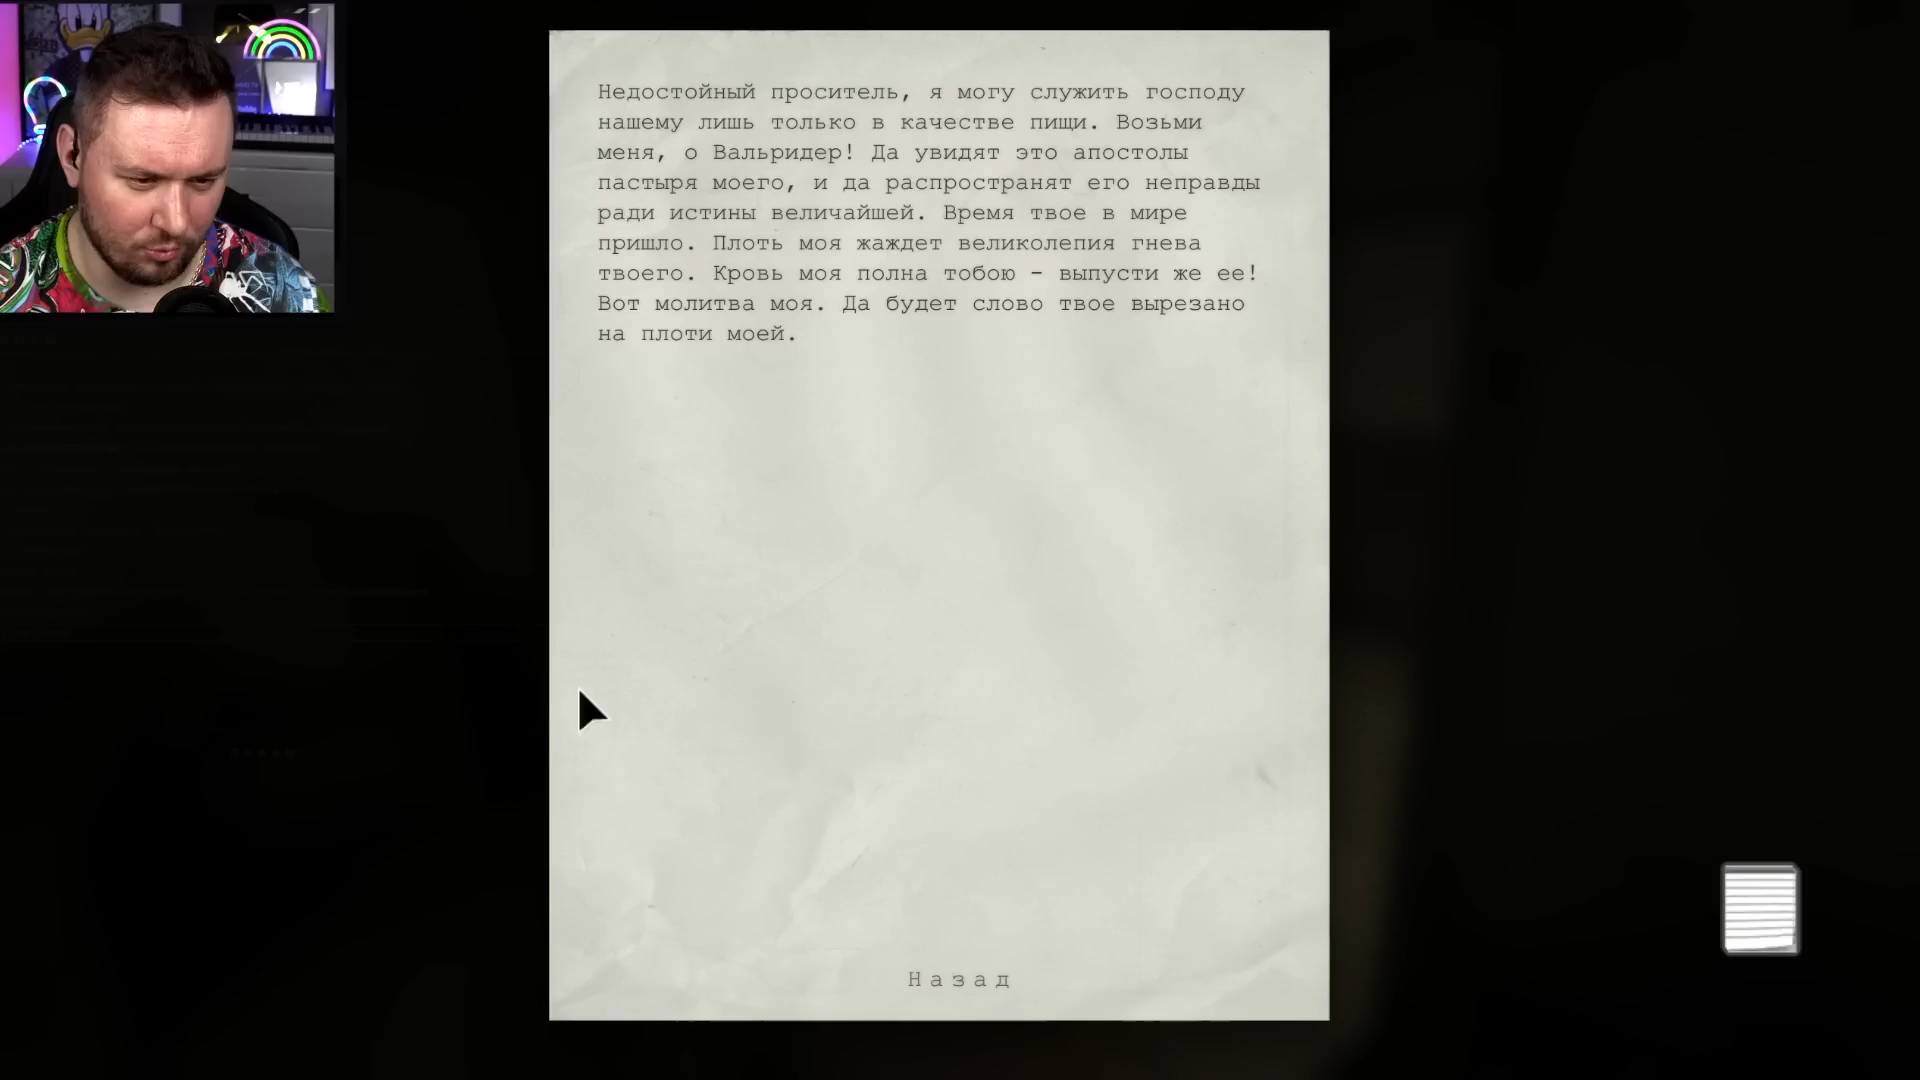 Недостойный проситель, я могу служить господу
нашему лишь только в качестве пищи. Возьми
меня, о Вальридер! Да увидят это апостолы
пастыря моего, и да распространят его неправды
ради истины величайшей. Время твое в мире
пришло. Плоть моя жаждет великолепия гнева
твоего. Кровь моя полна тобою - выпусти же ее!
Вот молитва моя. Да будет слово твое вырезано
на плоти моей.
Назад